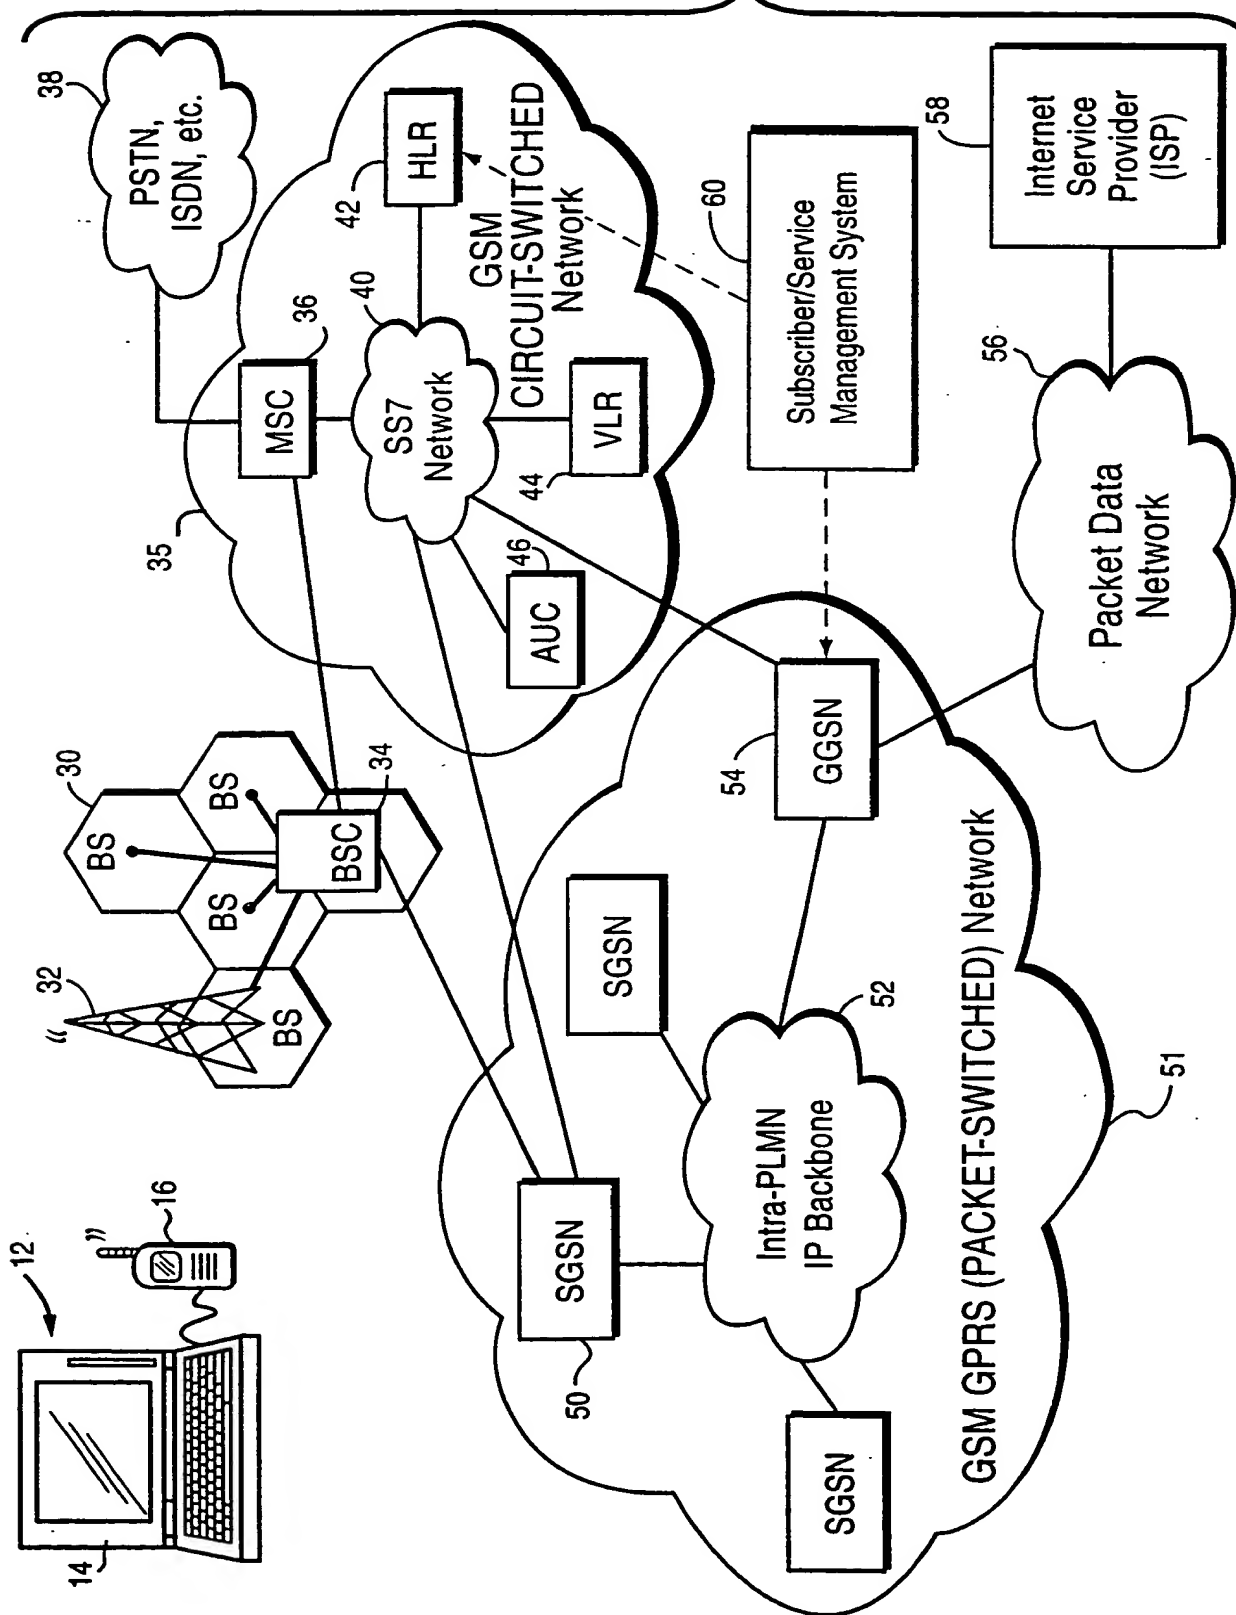 12
14
16
32
BS
BS
BS
BS
30
BSC
34
38
PSTN,
ISDN, etc.
35
MSC
36
SS7
Network
40
42
HLR
GSM
CIRCUIT-SWITCHED
Network
44
VLR
46
AUC
50
SGSN
SGSN
SGSN
Intra-PLMN
IP Backbone
52
54
GGSN
GSM GPRS (PACKET-SWITCHED) Network
51
60
Subscriber/Service
Management System
56
Packet Data
Network
58
Internet
Service
Provider
(ISP)